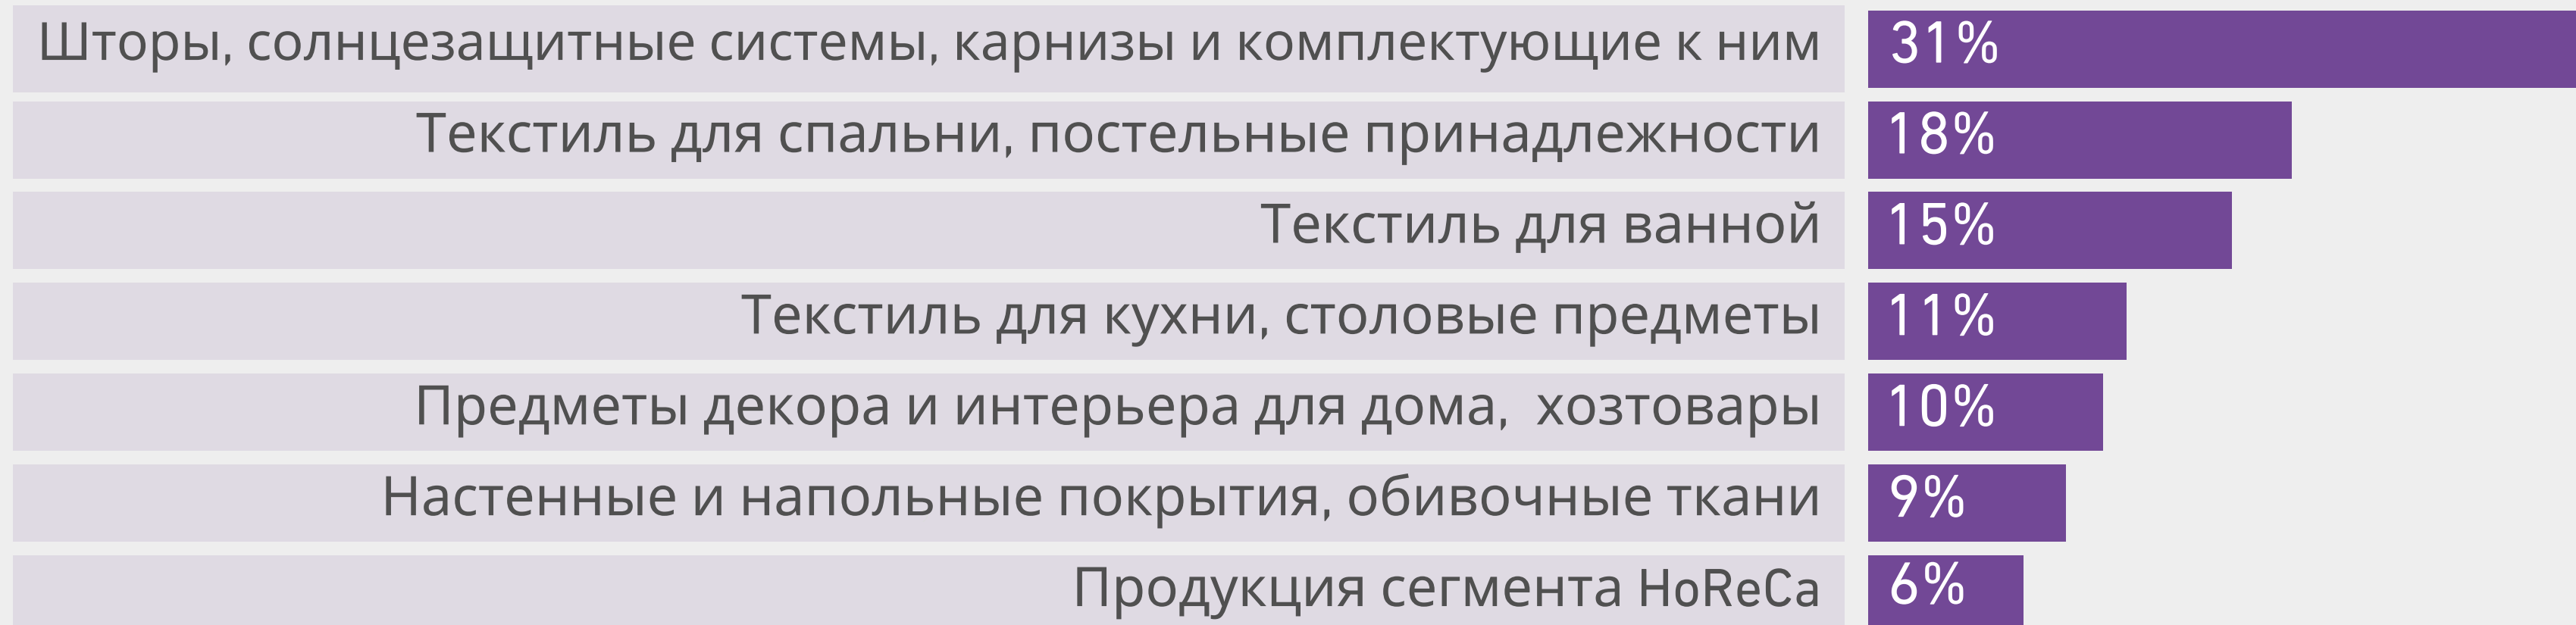 Шторы, солнцезащитные системы, карнизы и комплектующие к ним 31%
Текстиль для спальни, постельные принадлежности 18%
Текстиль для ванной 15%
Текстиль для кухни, столовые предметы 11%
Предметы декора и интерьера для дома, хозтовары 10%
Настенные и напольные покрытия, обивочные ткани 9%
Продукция сегмента HoReCa 6%